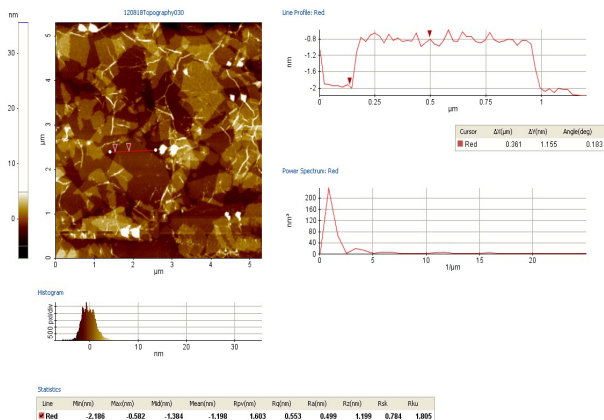 120818Topography030
nm
30
20
10
0
µm
5
4
3
2
1
0
0 1 2 3 4 5
µm
Line Profile: Red
nm
-0.8
-1.2
-1.6
-2
0 0.25 0.5 0.75 1
µm
Cursor ΔX(µm) ΔY(nm) Angle(deg)
Red 0.361 1.155 0.183
Power Spectrum: Red
nm²
200
160
120
80
40
0
0 5 10 15 20
1/µm
Histogram
500 pxl/div
0 10 20 30
nm
Statistics
Line Min(nm) Max(nm) Mid(nm) Mean(nm) Rpv(nm) Rq(nm) Ra(nm) Rz(nm) Rsk Rku
Red -2.186 -0.582 -1.384 -1.198 1.603 0.553 0.499 1.199 0.784 1.805